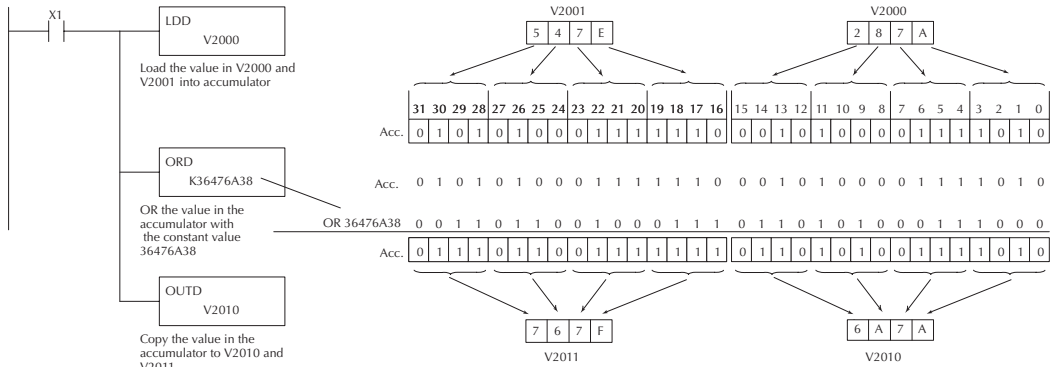 X1
LDD
V2000
Load the value in V2000 and
V2001 into accumulator
ORD
K36476A38
OR the value in the
accumulator with
the constant value
36476A38
OUTD
V2010
Copy the value in the
accumulator to V2010 and
V2011
V2001
V2000
5 4 7 E
2 8 7 A
31 30 29 28 27 26 25 24 23 22 21 20 19 18 17 16 15 14 13 12 11 10 9 8 7 6 5 4 3 2 1 0
Acc. 0 1 0 1 0 1 0 0 0 1 1 1 1 1 1 0 0 0 1 0 1 0 0 0 0 1 1 1 1 0 1 0
Acc. 0 1 0 1 0 1 0 0 0 1 1 1 1 1 1 0 0 0 1 0 1 0 0 0 0 1 1 1 1 0 1 0
OR 36476A38 0 0 1 1 0 1 1 0 0 1 0 0 0 1 1 1 0 1 1 0 1 0 1 0 0 0 1 1 1 0 0 0
Acc. 0 1 1 1 0 1 1 0 0 1 1 1 1 1 1 1 0 1 1 0 1 0 1 0 0 1 1 1 1 0 1 0
7 6 7 F
6 A 7 A
V2011
V2010